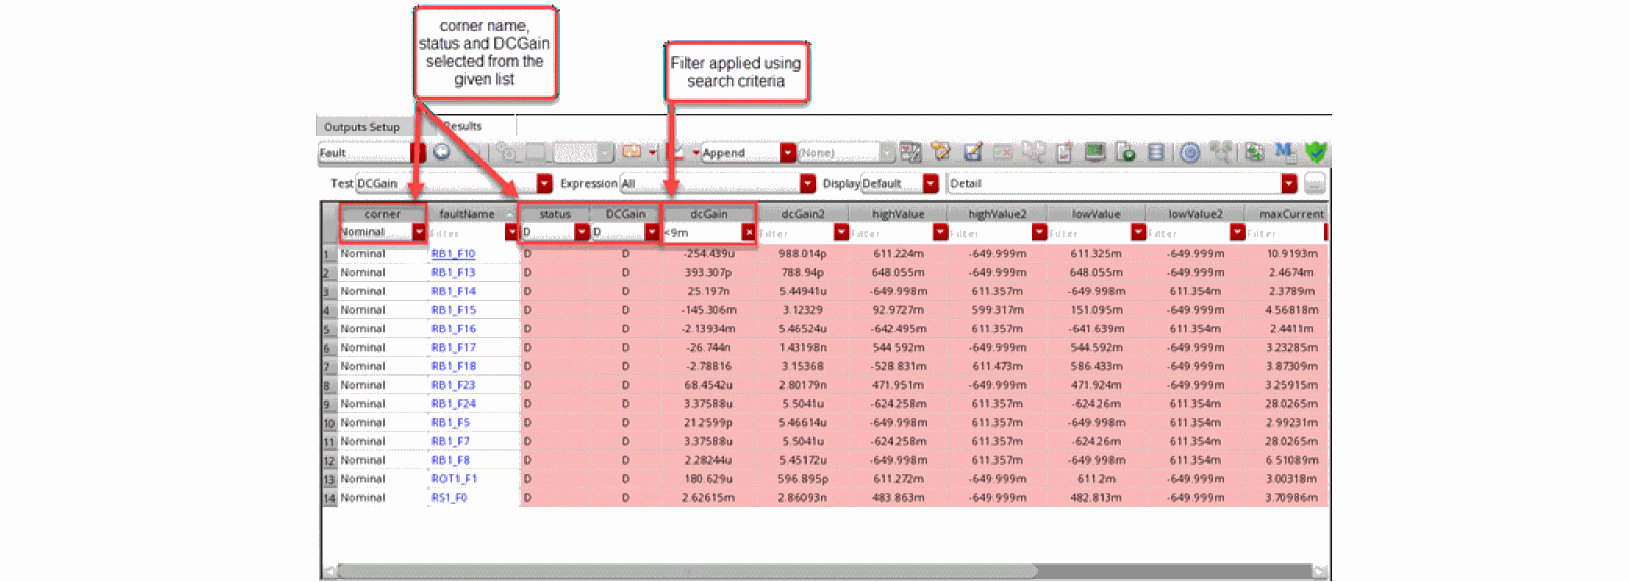 corner name,
status and DCGain
selected from the
given list
Filter applied using
search criteria
Outputs Setup Results
Fault Append (None)
Test DCGain Expression All Display Default Detail
corner faultName status DCGain dcGain dcGain2 highValue highValue2 lowValue lowValue2 maxCurrent
Nominal Filter D D <9m Filter Filter Filter Filter Filter Filter
1 Nominal RB1_F10 D D -254.439u 988.014p 611.224m -649.999m 611.325m -649.999m 10.9193m
2 Nominal RB1_F13 D D 393.307p 788.94p 648.055m -649.999m 648.055m -649.999m 2.4674m
3 Nominal RB1_F14 D D 25.197n 5.44941u -649.998m 611.357m -649.998m 611.354m 2.3789m
4 Nominal RB1_F15 D D -145.306m 3.12329 92.9727m 599.317m 151.095m -649.999m 4.56818m
5 Nominal RB1_F16 D D -2.13934m 5.46524u -642.495m 611.357m -641.639m 611.354m 2.4411m
6 Nominal RB1_F17 D D -26.744n 1.43198n 544.592m -649.999m 544.592m -649.999m 3.23285m
7 Nominal RB1_F18 D D -2.78816 3.15368 -528.831m 611.473m 586.433m -649.999m 3.87309m
8 Nominal RB1_F23 D D 68.4542u 2.80179n 471.951m -649.999m 471.924m -649.999m 3.25915m
9 Nominal RB1_F24 D D 3.37588u 5.5041u -624.258m 611.357m -624.26m 611.354m 28.0265m
10 Nominal RB1_F5 D D 21.2599p 5.46614u -649.998m 611.357m -649.998m 611.354m 2.99231m
11 Nominal RB1_F7 D D 3.37588u 5.5041u -624.258m 611.357m -624.26m 611.354m 28.0265m
12 Nominal RB1_F8 D D 2.28244u 5.45172u -649.998m 611.357m -649.998m 611.354m 6.51089m
13 Nominal ROT1_F1 D D 180.629u 596.895p 611.272m -649.999m 611.2m -649.999m 3.00318m
14 Nominal RS1_F0 D D 2.62615m 2.86093n 483.863m -649.999m 482.813m -649.999m 3.70986m